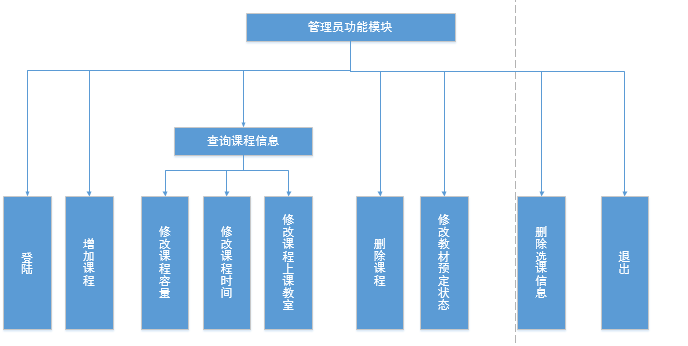 管理员功能模块
查询课程信息
登陆
增加课程
修改课程容量
修改课程时间
修改课程上课教室
删除课程
修改教材预定状态
删除选课信息
退出